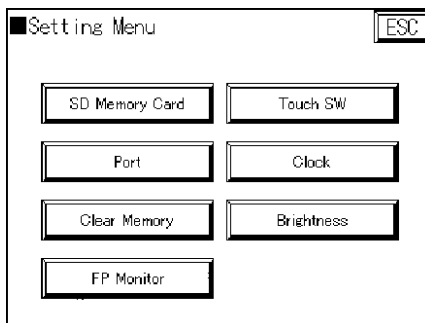 ■Setting Menu ESC
SD Memory Card Touch SW
Port Clock
Clear Memory Brightness
FP Monitor